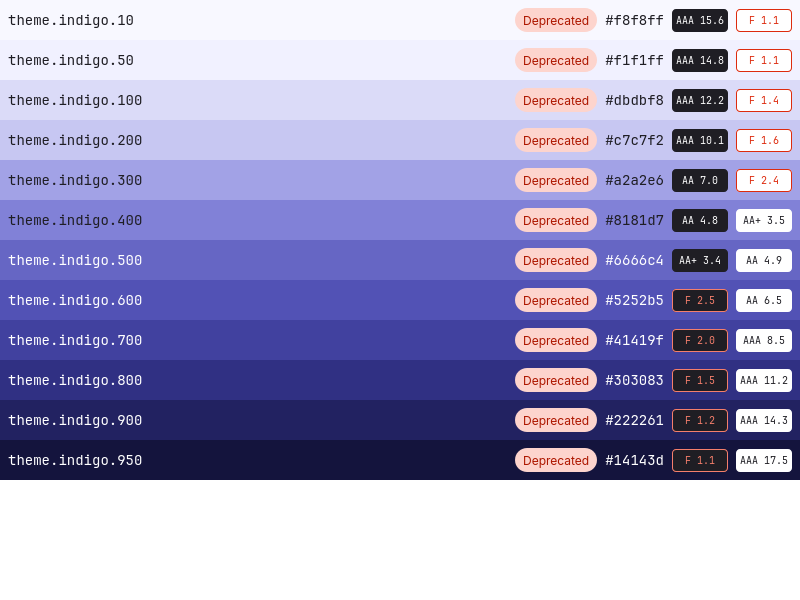 theme.indigo.10 Deprecated #f8f8ff AAA 15.6 F 1.1
theme.indigo.50 Deprecated #f1f1ff AAA 14.8 F 1.1
theme.indigo.100 Deprecated #dbdbf8 AAA 12.2 F 1.4
theme.indigo.200 Deprecated #c7c7f2 AAA 10.1 F 1.6
theme.indigo.300 Deprecated #a2a2e6 AA 7.0 F 2.4
theme.indigo.400 Deprecated #8181d7 AA 4.8 AA+ 3.5
theme.indigo.500 Deprecated #6666c4 AA+ 3.4 AA 4.9
theme.indigo.600 Deprecated #5252b5 F 2.5 AA 6.5
theme.indigo.700 Deprecated #41419f F 2.0 AAA 8.5
theme.indigo.800 Deprecated #303083 F 1.5 AAA 11.2
theme.indigo.900 Deprecated #222261 F 1.2 AAA 14.3
theme.indigo.950 Deprecated #14143d F 1.1 AAA 17.5